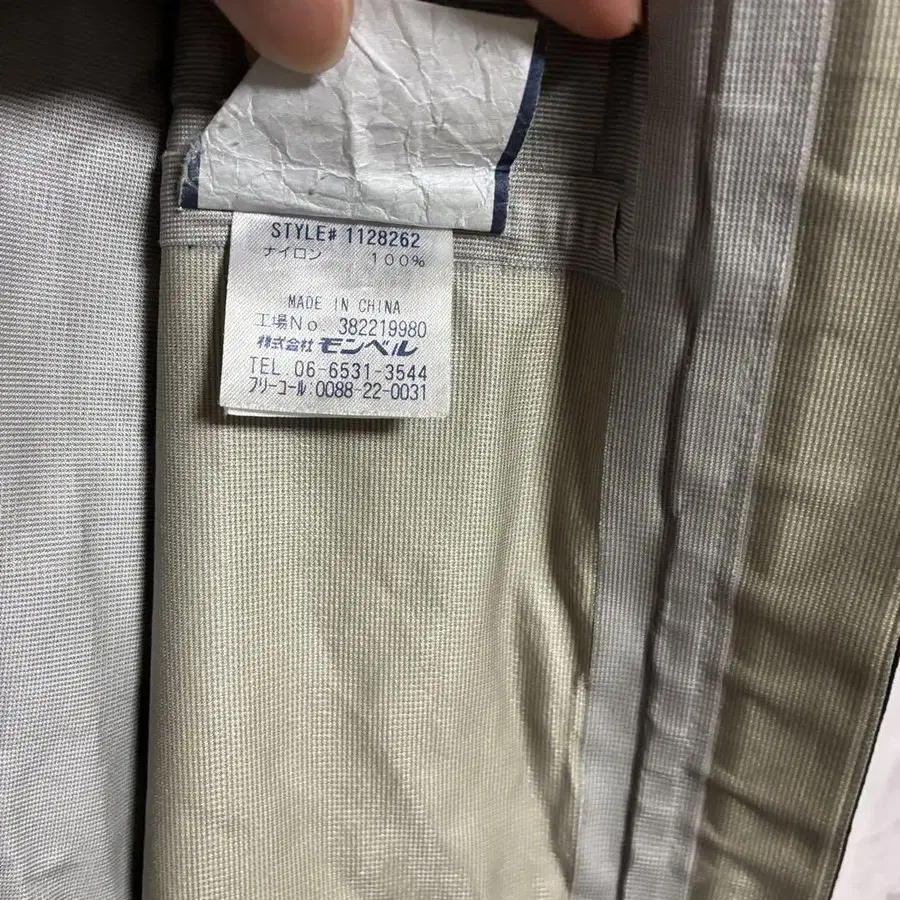 STYLE# 1128262
ナイロン 100%
MADE IN CHINA
工場No. 382219980
株式会社 モンベル
TEL 06-6531-3544
フリーコール:0088-22-0031